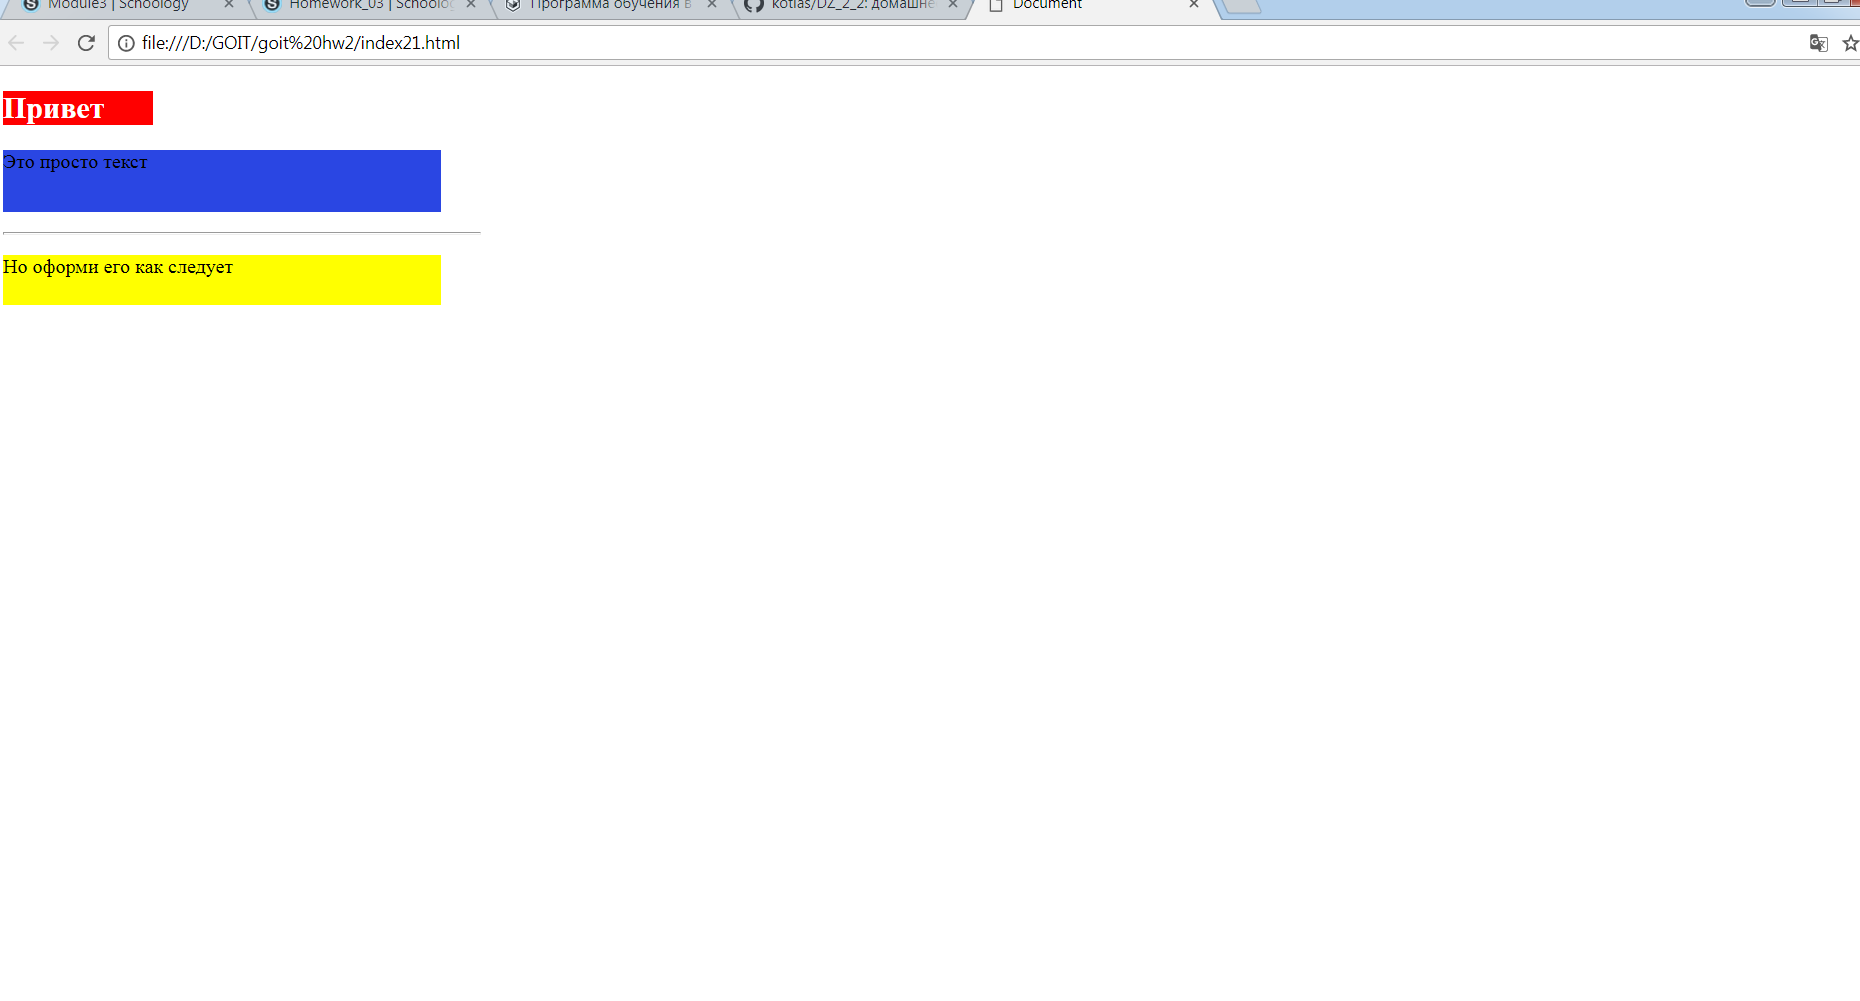 Module3 | Schoology
Homework_03 | Schoolog
Программа обучения в
kotlas/DZ_2_2: домашне
Document
file:///D:/GOIT/goit%20hw2/index21.html
Привет
Это просто текст
Но оформи его как следует